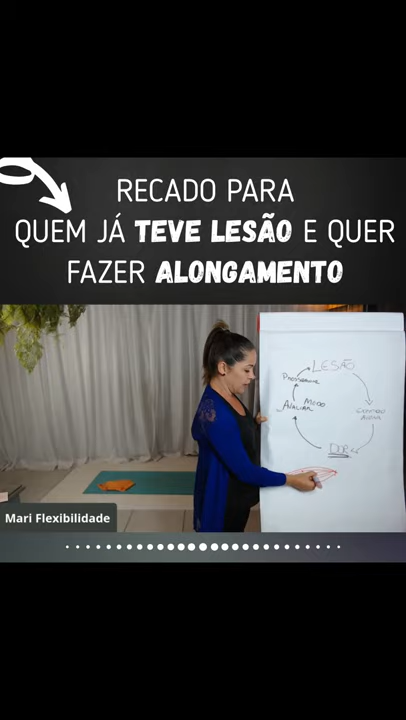 RECADO PARA
QUEM JÁ TEVE LESÃO E QUER
FAZER ALONGAMENTO
LESÃO
MEDO
AVALIAR
DOR
Mari Flexibilidade